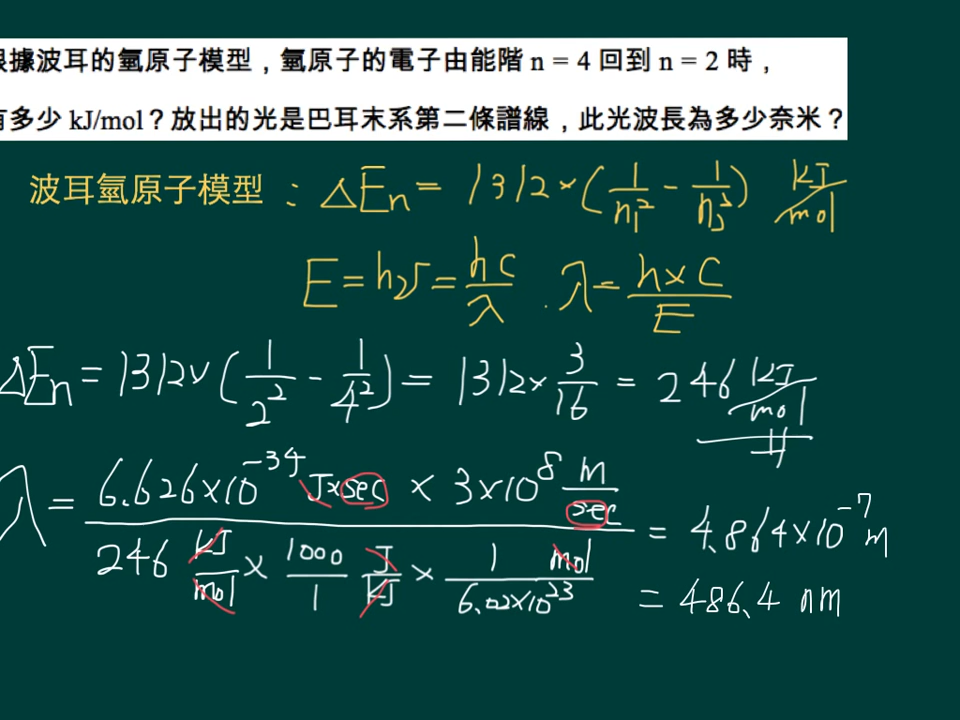 根據波耳的氫原子模型，氫原子的電子由能階 n = 4 回到 n = 2 時，
有多少 kJ/mol？放出的光是巴耳末系第二條譜線，此光波長為多少奈米？
波耳氫原子模型 : ΔEn = 1312 × (1/n₁² - 1/n₂²) kJ/mol
E = hν = hc/λ . λ = h×c/E
ΔEn = 1312 × (1/2² - 1/4²) = 1312 × 3/16 = 246 kJ/mol
λ = 6.626×10⁻³⁴ J×sec × 3×10⁸ m/sec / 246 kJ/mol × 1000/1 J/kJ × 1/6.02×10²³ mol = 4.864×10⁻⁷ m
= 486.4 nm